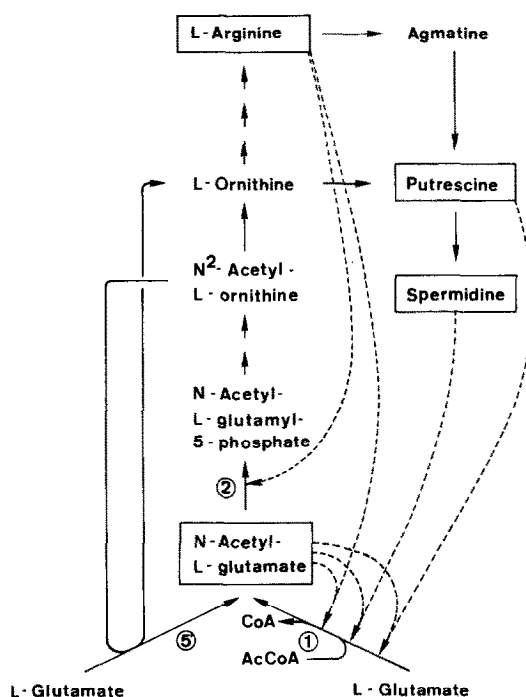 L-Arginine
Agmatine
L-Ornithine
Putrescine
N²-Acetyl-
L-ornithine
Spermidine
N-Acetyl-
L-glutamyl-
5-phosphate
②
N-Acetyl-
L-glutamate
CoA
①
⑤
AcCoA
L-Glutamate
L-Glutamate